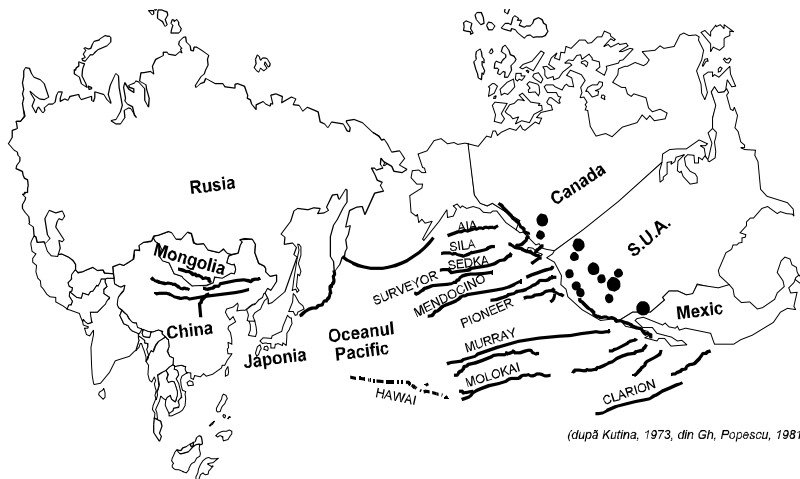 Rusia
Canada
Mongolia
S.U.A.
AIA
SILA
SEDKA
SURVEYOR
MENDOCINO
PIONEER
Mexic
China
Japonia
Oceanul
Pacific
MURRAY
MOLOKAI
HAWAI
CLARION
(după Kutina, 1973, din Gh, Popescu, 1981